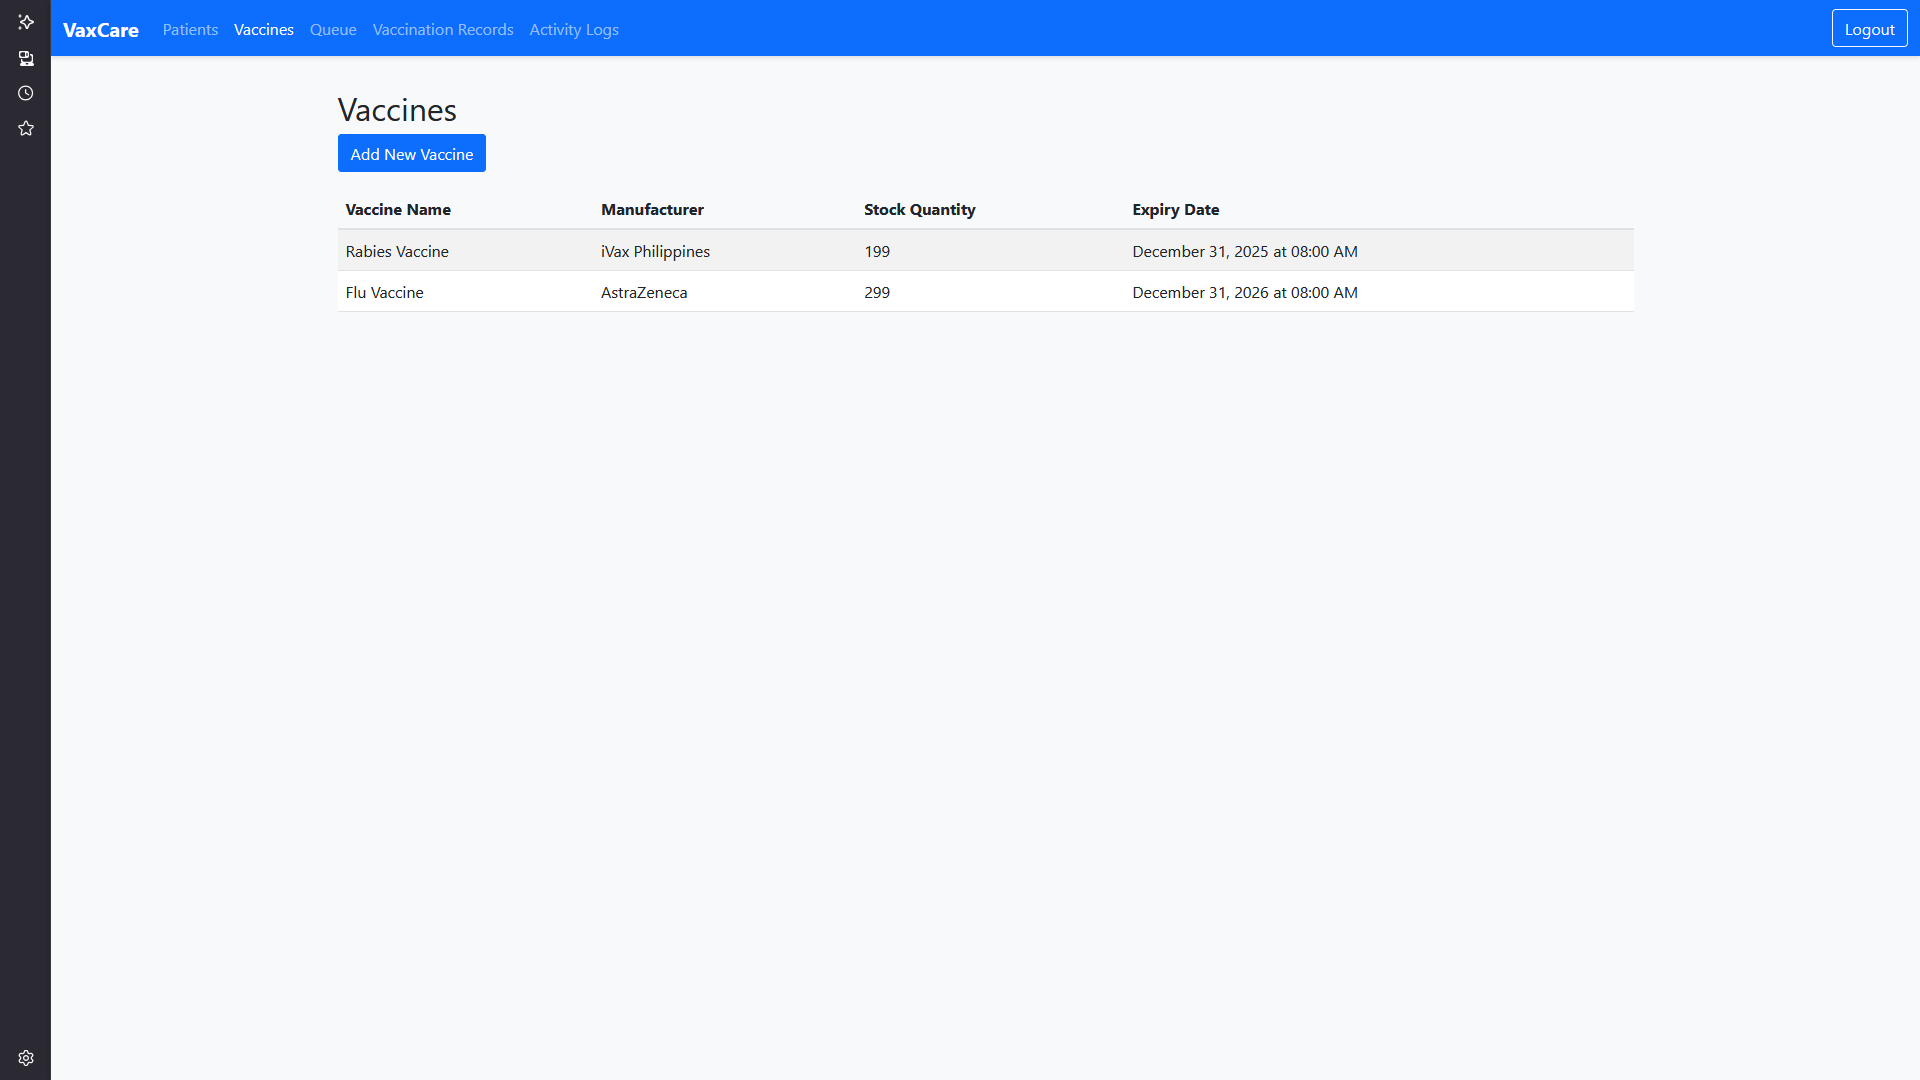 VaxCare Patients Vaccines Queue Vaccination Records Activity Logs Logout
Vaccines
Add New Vaccine
Vaccine Name Manufacturer Stock Quantity Expiry Date
Rabies Vaccine iVax Philippines 199 December 31, 2025 at 08:00 AM
Flu Vaccine AstraZeneca 299 December 31, 2026 at 08:00 AM